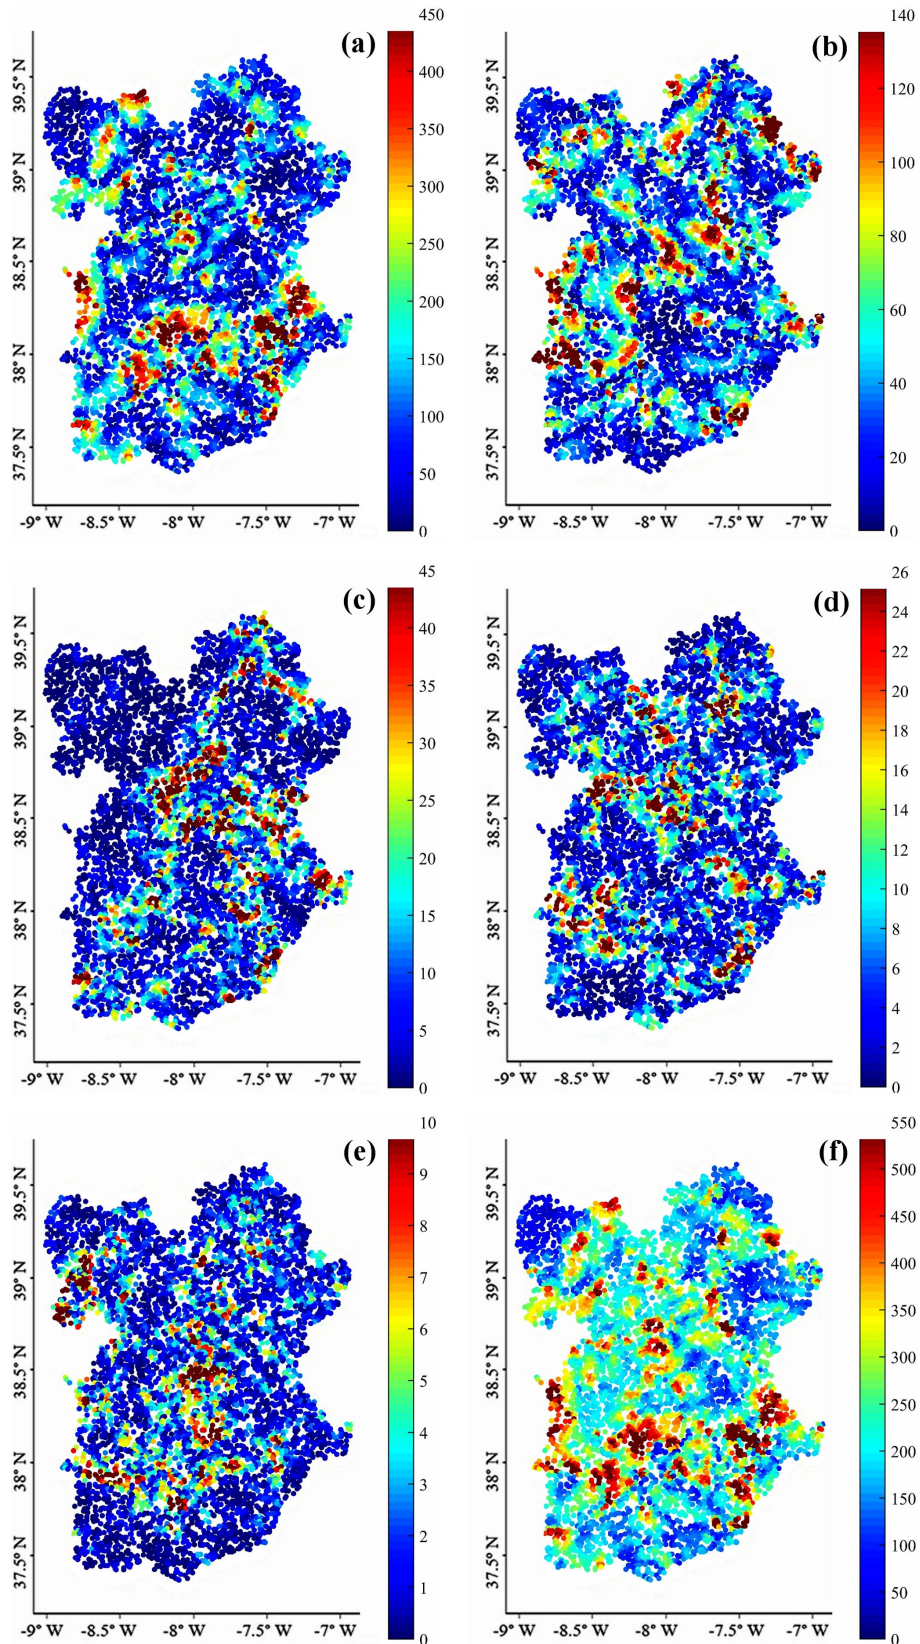 (a)
450
400
350
300
250
200
150
100
50
0
39.5° N
39° N
38.5° N
38° N
37.5° N
-9° W -8.5° W -8° W -7.5° W -7° W
(b)
140
120
100
80
60
40
20
0
39.5° N
39° N
38.5° N
38° N
37.5° N
-9° W -8.5° W -8° W -7.5° W -7° W
(c)
45
40
35
30
25
20
15
10
5
0
39.5° N
39° N
38.5° N
38° N
37.5° N
-9° W -8.5° W -8° W -7.5° W -7° W
(d)
26
24
22
20
18
16
14
12
10
8
6
4
2
0
39.5° N
39° N
38.5° N
38° N
37.5° N
-9° W -8.5° W -8° W -7.5° W -7° W
(e)
10
9
8
7
6
5
4
3
2
1
0
39.5° N
39° N
38.5° N
38° N
37.5° N
-9° W -8.5° W -8° W -7.5° W -7° W
(f)
550
500
450
400
350
300
250
200
150
100
50
0
39.5° N
39° N
38.5° N
38° N
37.5° N
-9° W -8.5° W -8° W -7.5° W -7° W